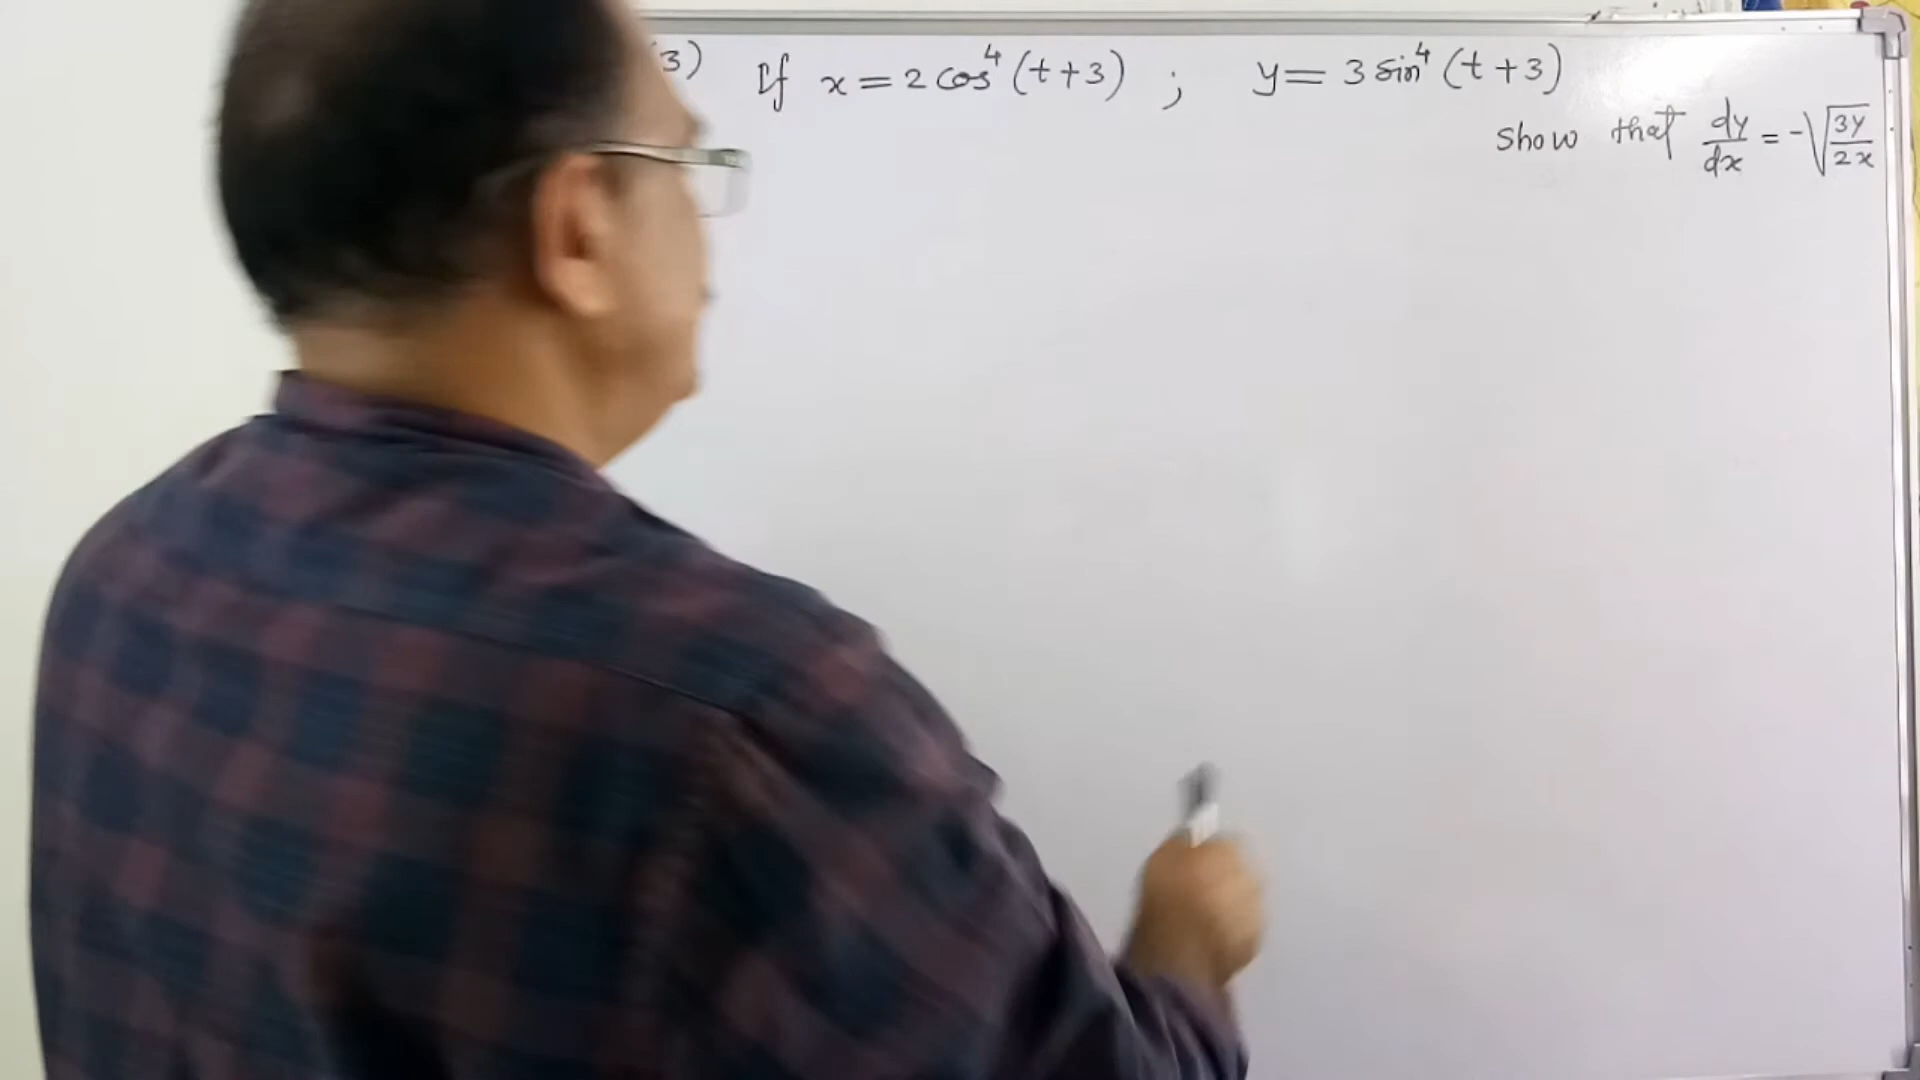 3) If x = 2 cos⁴ (t+3) ; y = 3 sin⁴ (t+3)
Show that dy/dx = -√(3y/2x)